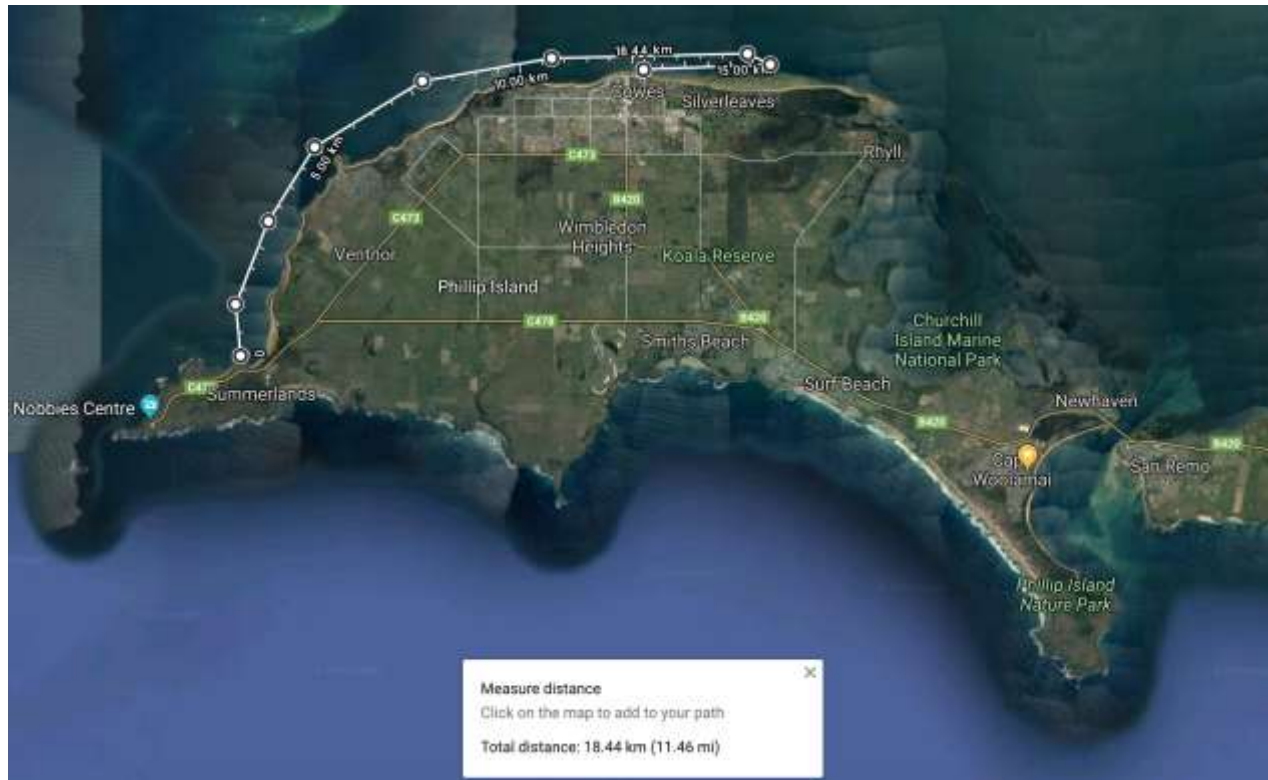 18.44 km
10.00 km
15.00 km
Cowes
Silverleaves
5.00 km
C473
Rhyll
B420
C473
Wimbledon
Heights
Ventnor
Koala Reserve
Phillip Island
C478
B420
Churchill
Island Marine
National Park
Smiths Beach
0
Surf Beach
Summerlands
Nobbies Centre
Newhaven
B420
B420
San Remo
Cape
Woolamai
Phillip Island
Nature Park
Measure distance
Click on the map to add to your path
Total distance: 18.44 km (11.46 mi)